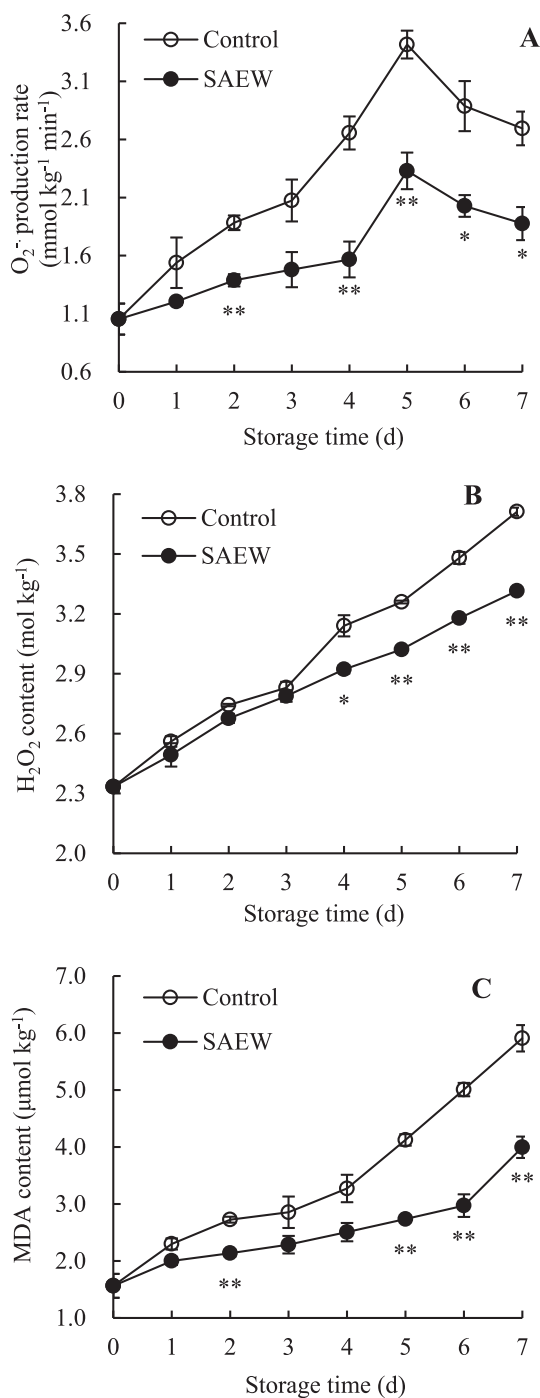 A
Control
SAEW
O₂⁻· production rate
(mmol kg⁻¹ min⁻¹)
3.6
3.1
2.6
2.1
1.6
1.1
0.6
** ** ** * *
0 1 2 3 4 5 6 7
Storage time (d)
B
Control
SAEW
H₂O₂ content (mol kg⁻¹)
3.8
3.5
3.2
2.9
2.6
2.3
2.0
* ** ** **
0 1 2 3 4 5 6 7
Storage time (d)
C
Control
SAEW
MDA content (μmol kg⁻¹)
7.0
6.0
5.0
4.0
3.0
2.0
1.0
** ** ** **
0 1 2 3 4 5 6 7
Storage time (d)